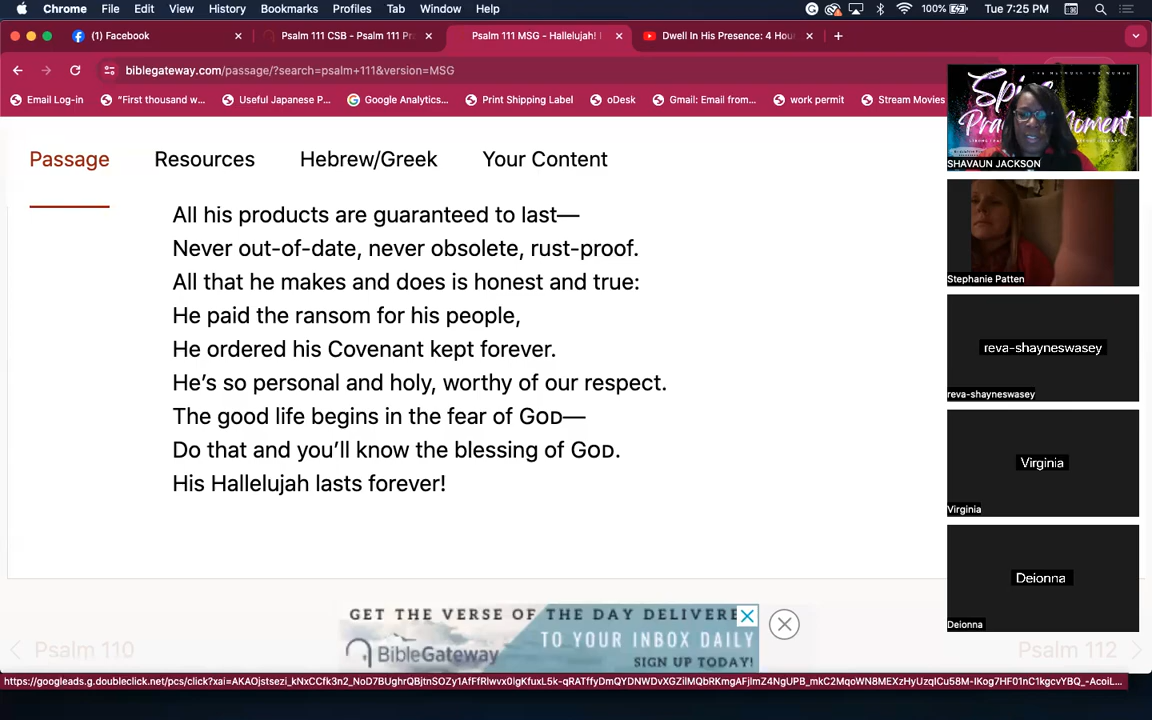 Chrome File Edit View History Bookmarks Profiles Tab Window Help 100% Tue 7:25 PM
(1) Facebook Psalm 111 CSB - Psalm 111 Pr Psalm 111 MSG - Hallelujah! Dwell In His Presence: 4 Hou
biblegateway.com/passage/?search=psalm+111&version=MSG
Email Log-in "First thousand w... Useful Japanese P... Google Analytics... Print Shipping Label oDesk Gmail: Email from... work permit Stream Movies
Moment
SHAVAUN JACKSON
Passage Resources Hebrew/Greek Your Content
All his products are guaranteed to last—
Never out-of-date, never obsolete, rust-proof.
All that he makes and does is honest and true:
He paid the ransom for his people,
He ordered his Covenant kept forever.
He's so personal and holy, worthy of our respect.
The good life begins in the fear of GOD—
Do that and you'll know the blessing of GOD.
His Hallelujah lasts forever!
Stephanie Patten
reva-shayneswasey
reva-shayneswasey
Virginia
Virginia
Deionna
Deionna
GET THE VERSE OF THE DAY DELIVERE
TO YOUR INBOX DAILY
BibleGateway SIGN UP TODAY!
Psalm 110 Psalm 112